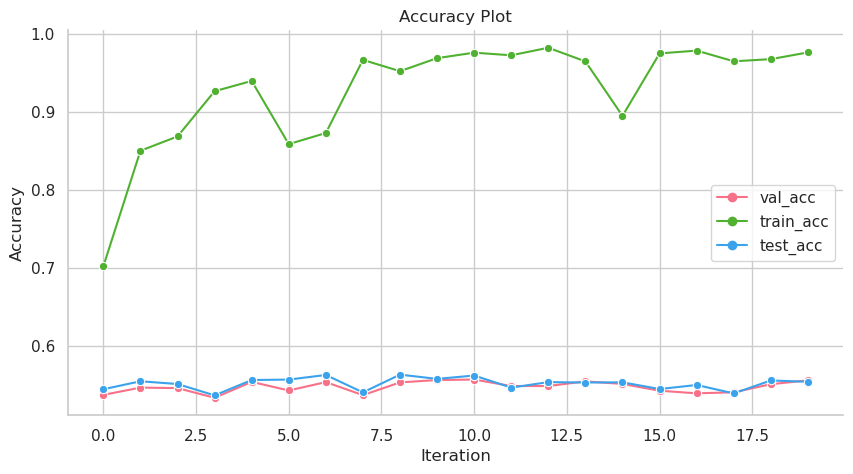 Accuracy Plot
1.0
0.9
0.8
0.7
0.6
Accuracy
val_acc
train_acc
test_acc
0.0 2.5 5.0 7.5 10.0 12.5 15.0 17.5
Iteration